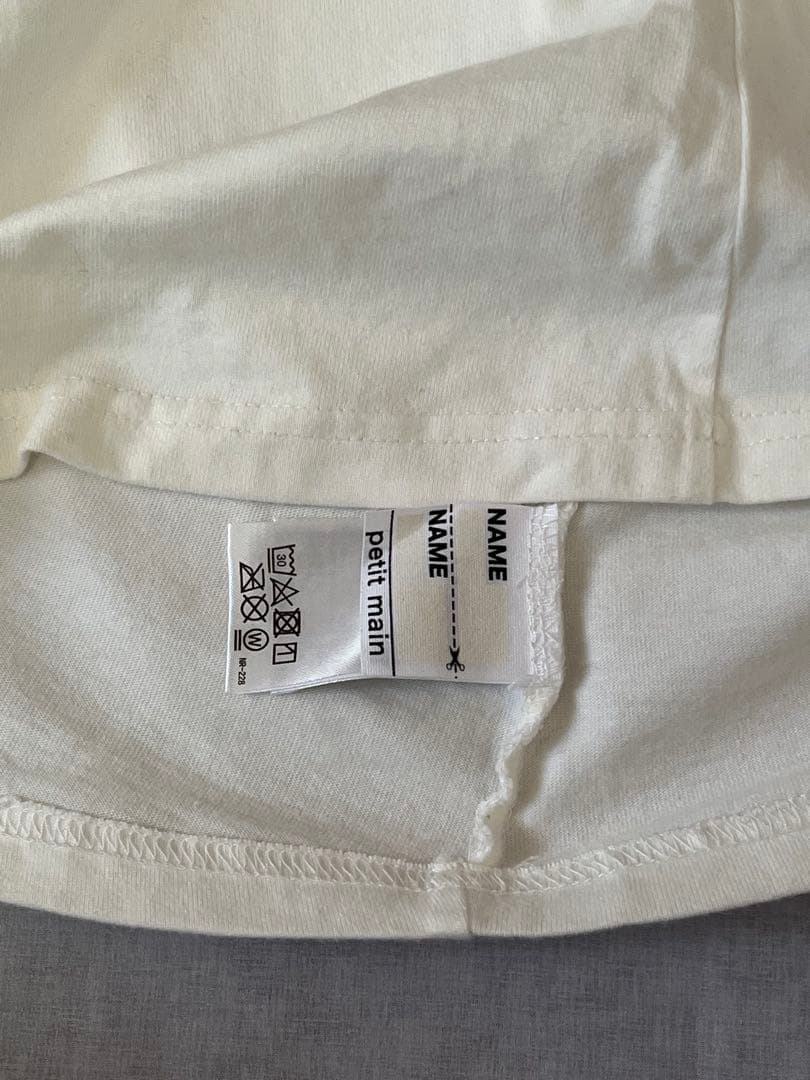 NAME
NAME
petit main
30
W
NR-228